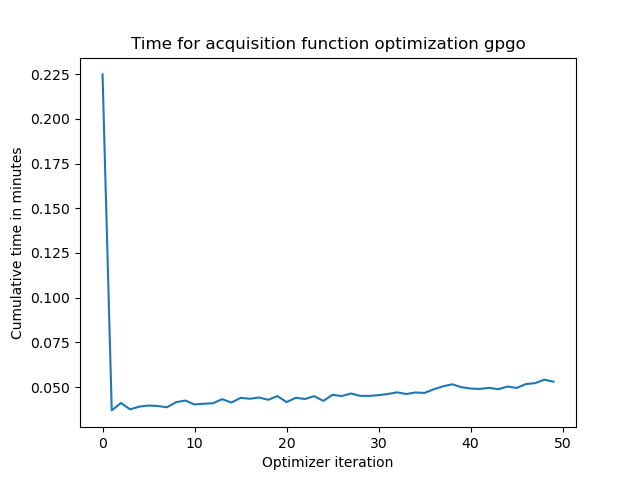 Time for acquisition function optimization gpgo
Cumulative time in minutes
0.225
0.200
0.175
0.150
0.125
0.100
0.075
0.050
0 10 20 30 40 50
Optimizer iteration